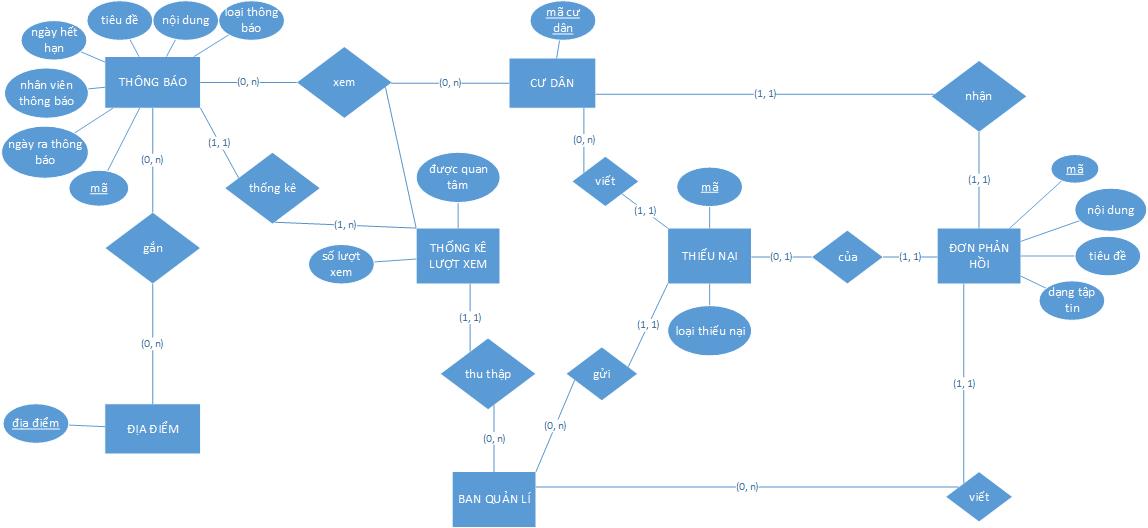 tiêu đề
nội dung
loại thông
báo
ngày hết
hạn
nhân viên
thông báo
ngày ra thông
báo
mã
THÔNG BÁO
(0, n)
xem
(0, n)
mã cư
dân
CƯ DÂN
(1, 1)
nhận
(1, 1)
(0, n)
gắn
(0, n)
địa điểm
ĐỊA ĐIỂM
(1, 1)
thống kê
(1, n)
được quan
tâm
số lượt
xem
THỐNG KÊ
LƯỢT XEM
(1, 1)
thu thập
(0, n)
BAN QUẢN LÍ
(0, n)
viết
(1, 1)
mã
THIẾU NẠI
loại thiếu nại
(0, 1)
của
(1, 1)
(1, 1)
gửi
(0, n)
ĐƠN PHẢN
HỒI
mã
nội dung
tiêu đề
dạng tập
tin
(1, 1)
(0, n)
viết